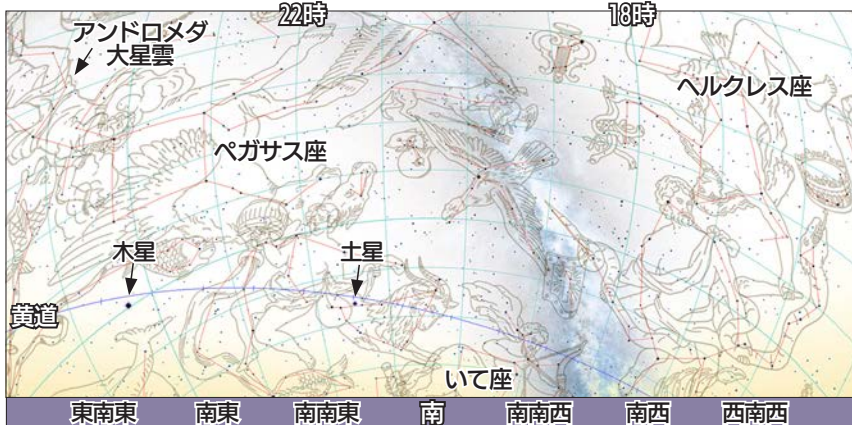 22時
18時
アンドロメダ
大星雲
ヘルクレス座
ペガサス座
木星
土星
黄道
いて座
東南東
南東
南南東
南
南南西
南西
西南西